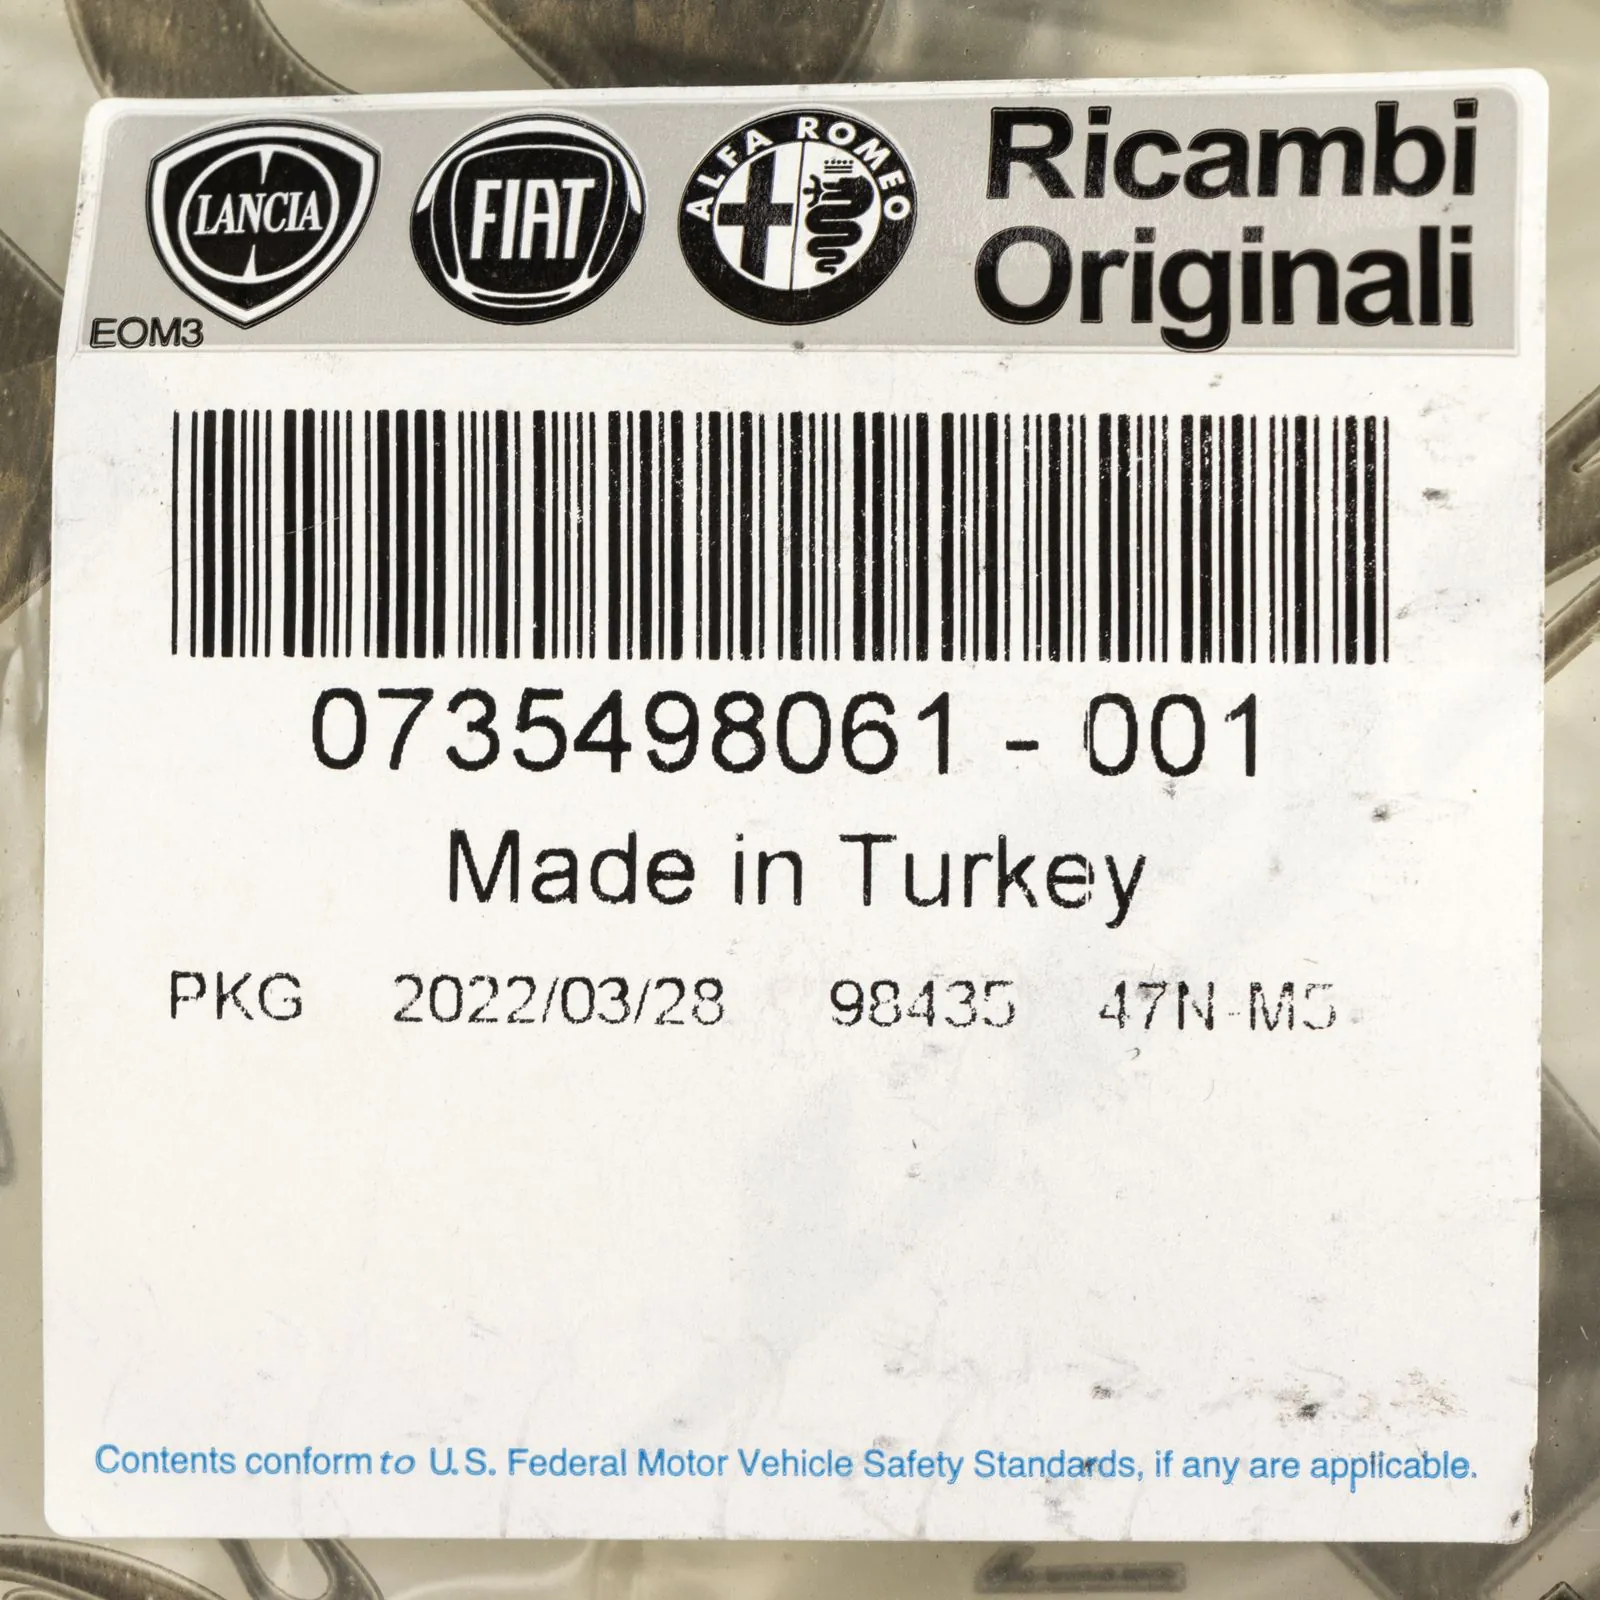 LANCIA FIAT ALFA ROMEO Ricambi
Originali
EOM3
0735498061 - 001
Made in Turkey
PKG 2022/03/28 98435 47N-M5
Contents conform to U.S. Federal Motor Vehicle Safety Standards, if any are applicable.